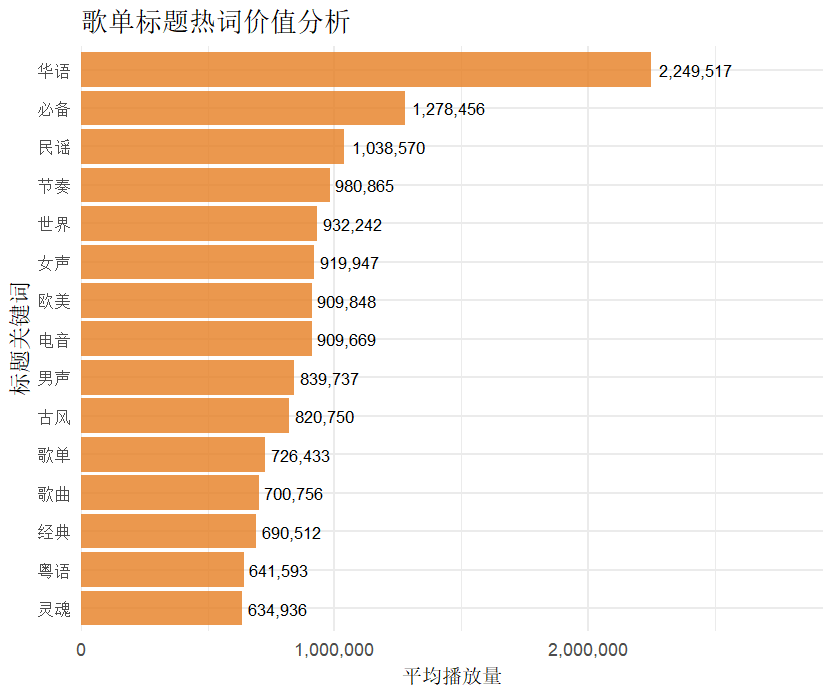 歌单标题热词价值分析
标题关键词
华语 2,249,517
必备 1,278,456
民谣 1,038,570
节奏 980,865
世界 932,242
女声 919,947
欧美 909,848
电音 909,669
男声 839,737
古风 820,750
歌单 726,433
歌曲 700,756
经典 690,512
粤语 641,593
灵魂 634,936
0 1,000,000 2,000,000
平均播放量